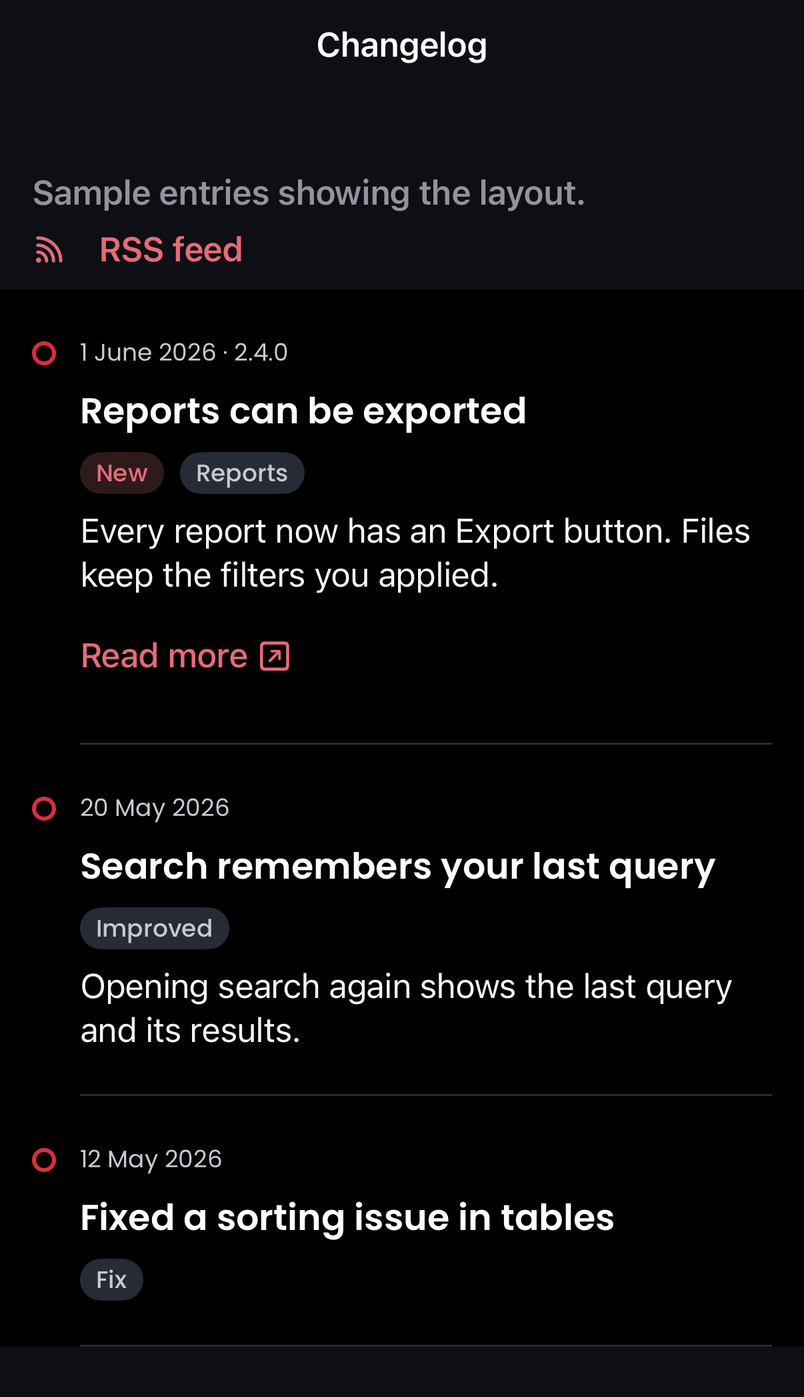 Changelog
Sample entries showing the layout.
RSS feed
1 June 2026 · 2.4.0
Reports can be exported
New Reports
Every report now has an Export button. Files
keep the filters you applied.
Read more
20 May 2026
Search remembers your last query
Improved
Opening search again shows the last query
and its results.
12 May 2026
Fixed a sorting issue in tables
Fix